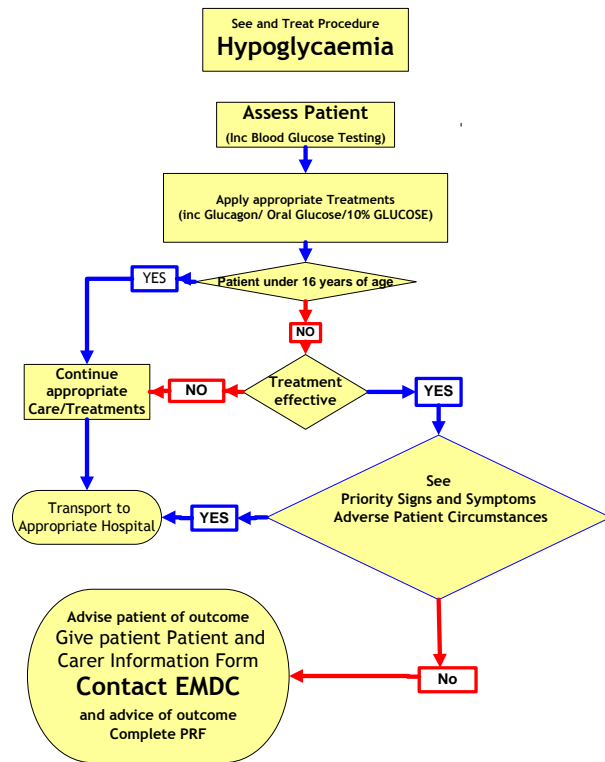 See and Treat Procedure
Hypoglycaemia
Assess Patient
(Inc Blood Glucose Testing)
Apply appropriate Treatments
(inc Glucagon/ Oral Glucose/10% GLUCOSE)
YES
Patient under 16 years of age
NO
Continue
appropriate
Care/Treatments
NO
Treatment
effective
YES
See
Priority Signs and Symptoms
Adverse Patient Circumstances
YES
Transport to
Appropriate Hospital
No
Advise patient of outcome
Give patient Patient and
Carer Information Form
Contact EMDC
and advice of outcome
Complete PRF